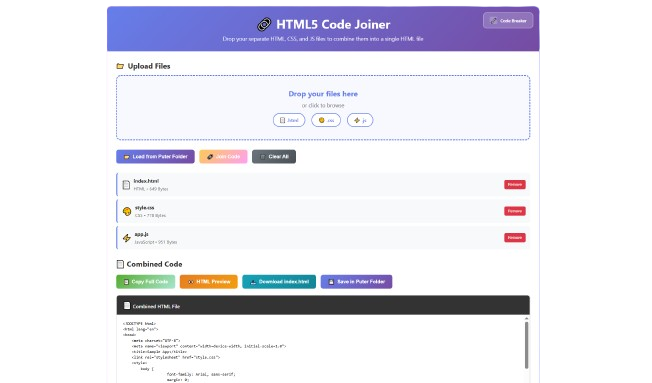 HTML5 Code Joiner
Code Breaker
Drop your separate HTML, CSS, and JS files to combine them into a single HTML file
Upload Files
Drop your files here
or click to browse
.html
.css
.js
Load from Puter Folder
Join Code
Clear All
index.html
HTML • 649 Bytes
Remove
style.css
CSS • 778 Bytes
Remove
app.js
JavaScript • 951 Bytes
Remove
Combined Code
Copy Full Code
HTML Preview
Download index.html
Save in Puter Folder
Combined HTML File
<!DOCTYPE html>
<html lang="en">
<head>
<meta charset="UTF-8">
<meta name="viewport" content="width=device-width, initial-scale=1.0">
<title>Sample App</title>
<link rel="stylesheet" href="style.css">
<style>
body {
font-family: Arial, sans-serif;
margin: 0;